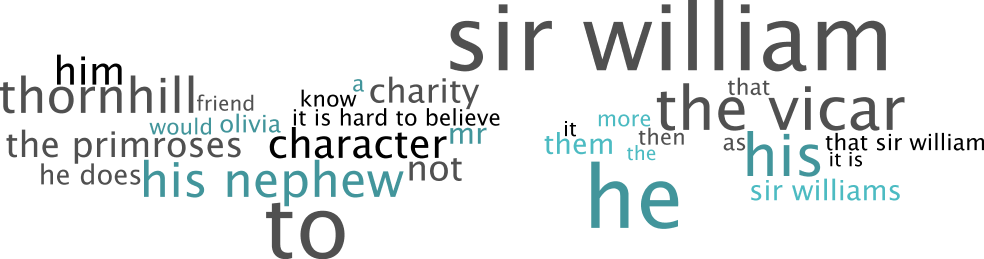 sir william
him
thornhill
friend
know
a
charity
it is hard to believe
would
olivia
the primroses
character
mr
he does
his nephew
not
to
that
the vicar
more
it
then
them
the
as
his
that sir william
it is
he
sir williams